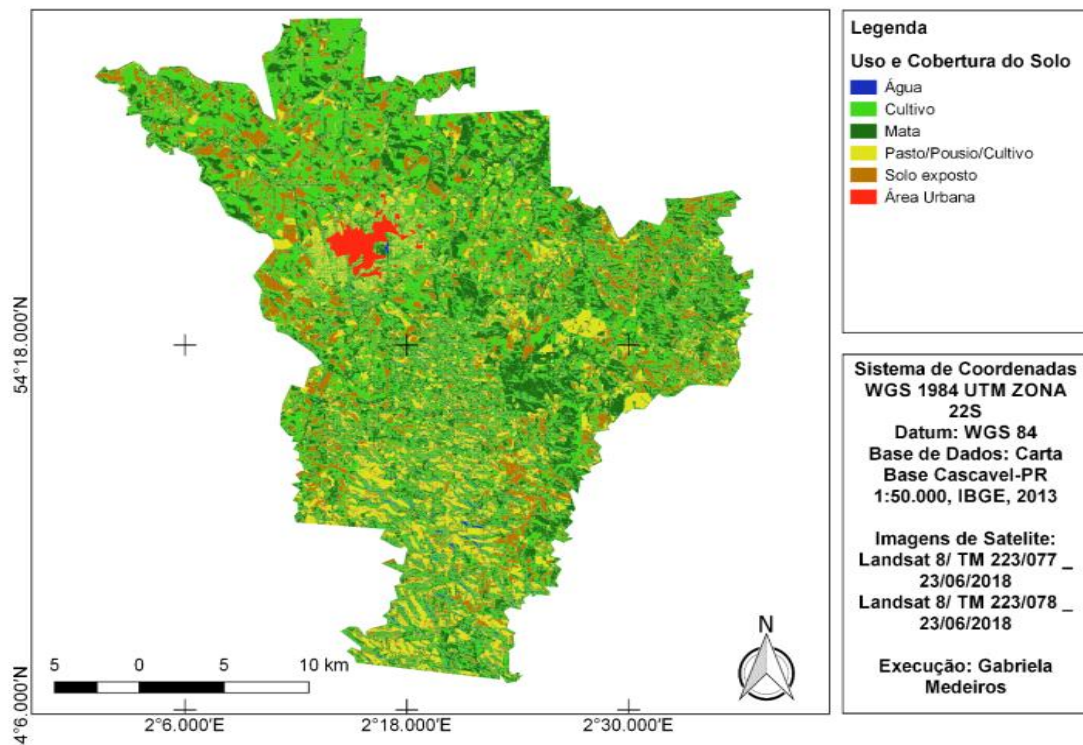 Legenda
Uso e Cobertura do Solo
Água
Cultivo
Mata
Pasto/Pousio/Cultivo
Solo exposto
Área Urbana
54°18.000'N
4°6.000'N
5 0 5 10 km
N
2°6.000'E 2°18.000'E 2°30.000'E
Sistema de Coordenadas
WGS 1984 UTM ZONA
22S
Datum: WGS 84
Base de Dados: Carta
Base Cascavel-PR
1:50.000, IBGE, 2013
Imagens de Satelite:
Landsat 8/ TM 223/077 _
23/06/2018
Landsat 8/ TM 223/078 _
23/06/2018
Execução: Gabriela
Medeiros